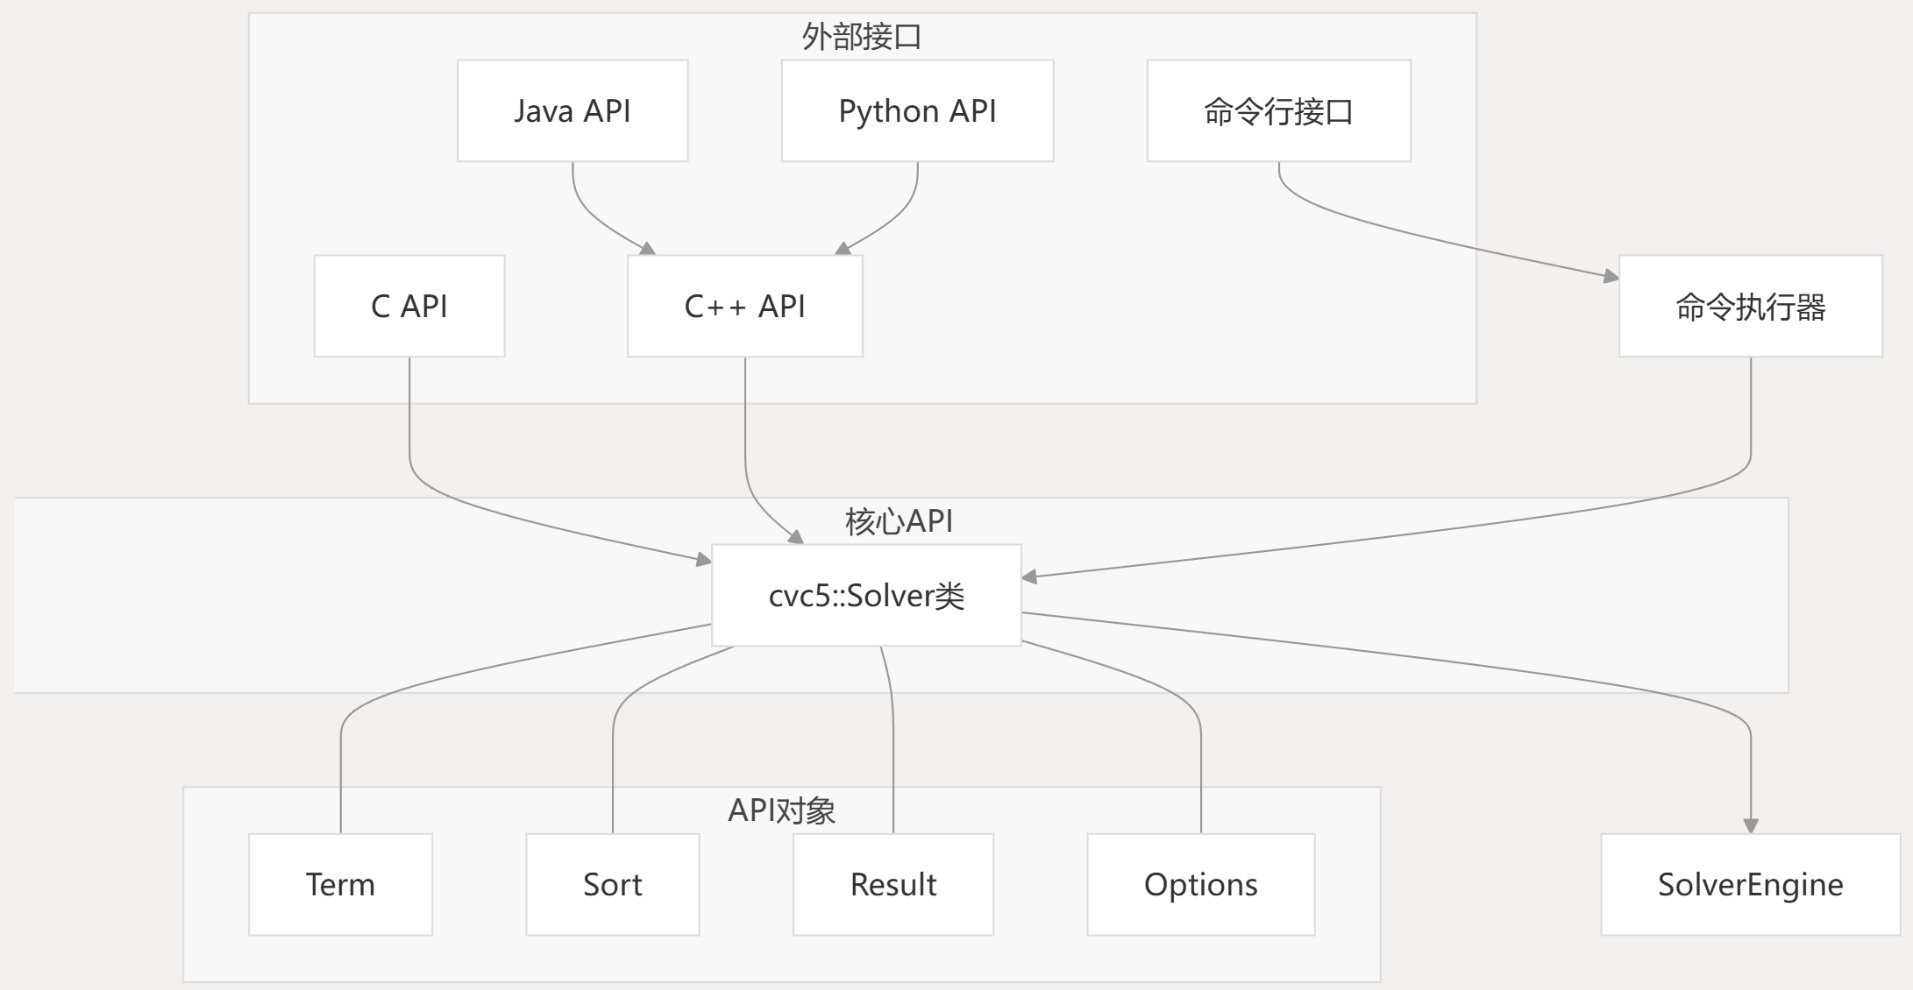 外部接口
Java API
Python API
命令行接口
C API
C++ API
命令执行器
核心API
cvc5::Solver类
API对象
Term
Sort
Result
Options
SolverEngine